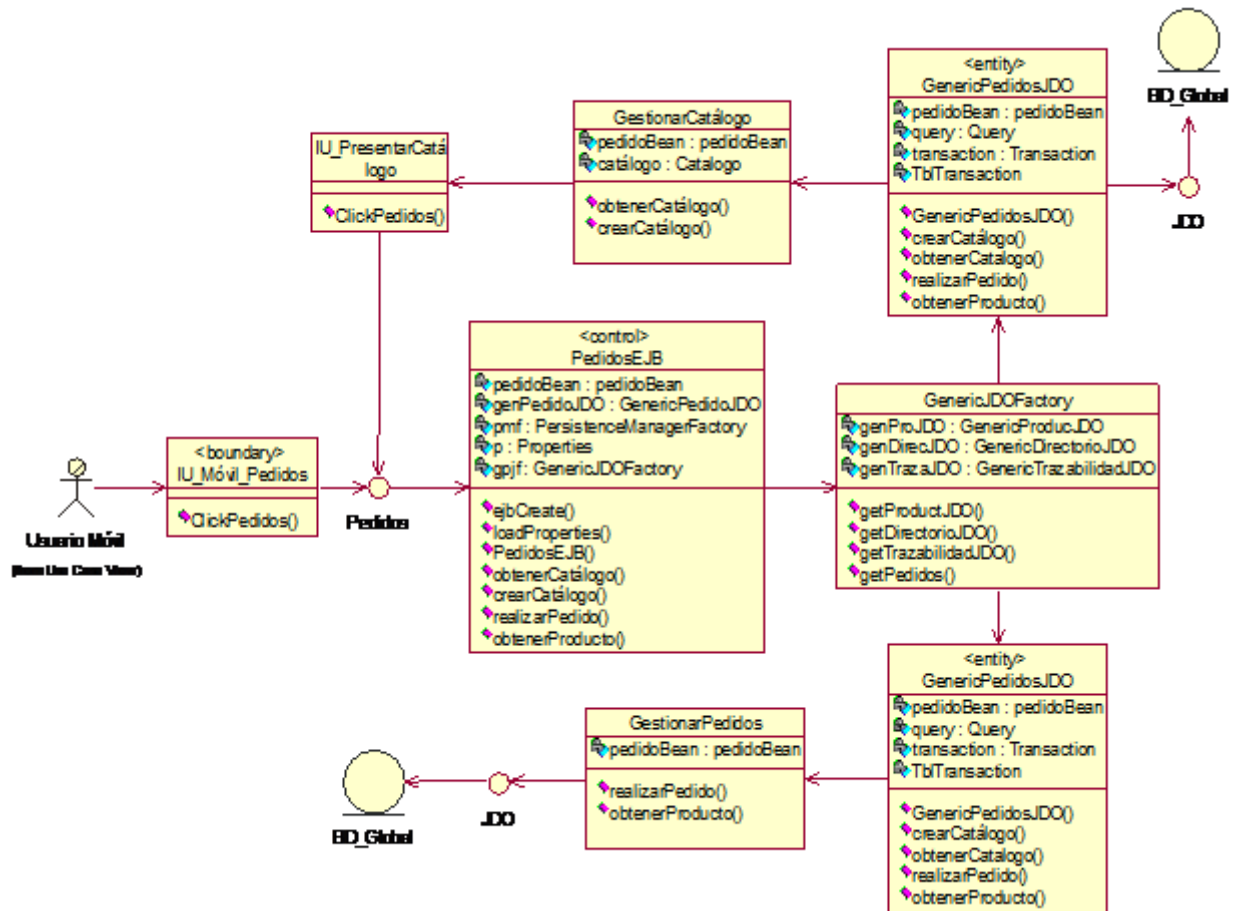 <entity>
GenericPedidosJDO
pedidoBean : pedidoBean
query : Query
transaction : Transaction
TblTransaction
GenericPedidosJDO()
crearCatálogo()
obtenerCatalogo()
realizarPedido()
obtenerProducto()
BD_Global
JDO
GestionarCatálogo
pedidoBean : pedidoBean
catálogo : Catalogo
obtenerCatálogo()
crearCatálogo()
IU_PresentarCatá
logo
ClickPedidos()
<control>
PedidosEJB
pedidoBean : pedidoBean
genPedidoJDO : GenericPedidoJDO
pmf : PersistenceManagerFactory
p : Properties
gpjf : GenericJDOFactory
ejbCreate()
loadProperties()
PedidosEJB()
obtenerCatálogo()
crearCatálogo()
realizarPedido()
obtenerProducto()
GenericJDOFactory
genProJDO : GenericProducJDO
genDirecJDO : GenericDirectorioJDO
genTrazaJDO : GenericTrazabilidadJDO
getProductJDO()
getDirectorioJDO()
getTrazabilidadJDO()
getPedidos()
<boundary>
IU_Móvil_Pedidos
ClickPedidos()
Pedidos
Usuario Móvil
(from Use Case View)
<entity>
GenericPedidosJDO
pedidoBean : pedidoBean
query : Query
transaction : Transaction
TblTransaction
GenericPedidosJDO()
crearCatálogo()
obtenerCatalogo()
realizarPedido()
obtenerProducto()
GestionarPedidos
pedidoBean : pedidoBean
realizarPedido()
obtenerProducto()
JDO
BD_Global